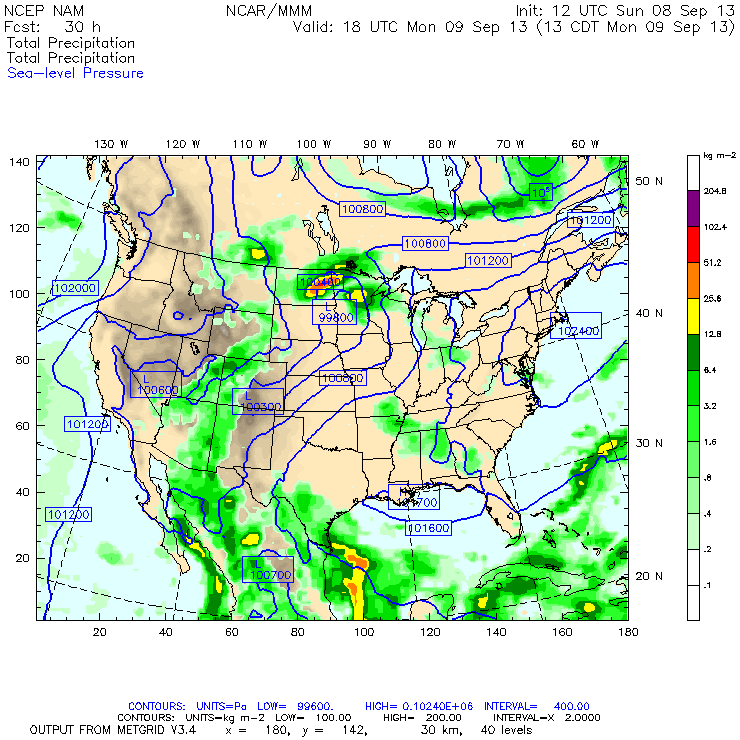 NCEP NAM NCAR/MMM Init: 12 UTC Sun 08 Sep 13
Fcst: 30 h Valid: 18 UTC Mon 09 Sep 13 (13 CDT Mon 09 Sep 13)
Total Precipitation
Total Precipitation
Sea-level Pressure
130 W 120 W 110 W 100 W 90 W 80 W 70 W 60 W
kg m-2
140
50 N
204.8
10²
100800
101200
120
102.4
100800
101200
51.2
100400
102000
100
25.6
40 N
99800
102400
12.8
80
6.4
L
100800
100600
L
100300
3.2
101200
60
1.6
30 N
.8
40
H
101700
101200
.4
101600
20
.2
L
100700
20 N
.1
20 40 60 80 100 120 140 160 180
CONTOURS: UNITS=Pa LOW= 99600. HIGH= 0.10240E+06 INTERVAL= 400.00
CONTOURS: UNITS=kg m-2 LOW= 100.00 HIGH= 200.00 INTERVAL=X 2.0000
OUTPUT FROM METGRID V3.4 x = 180, y = 142, 30 km, 40 levels